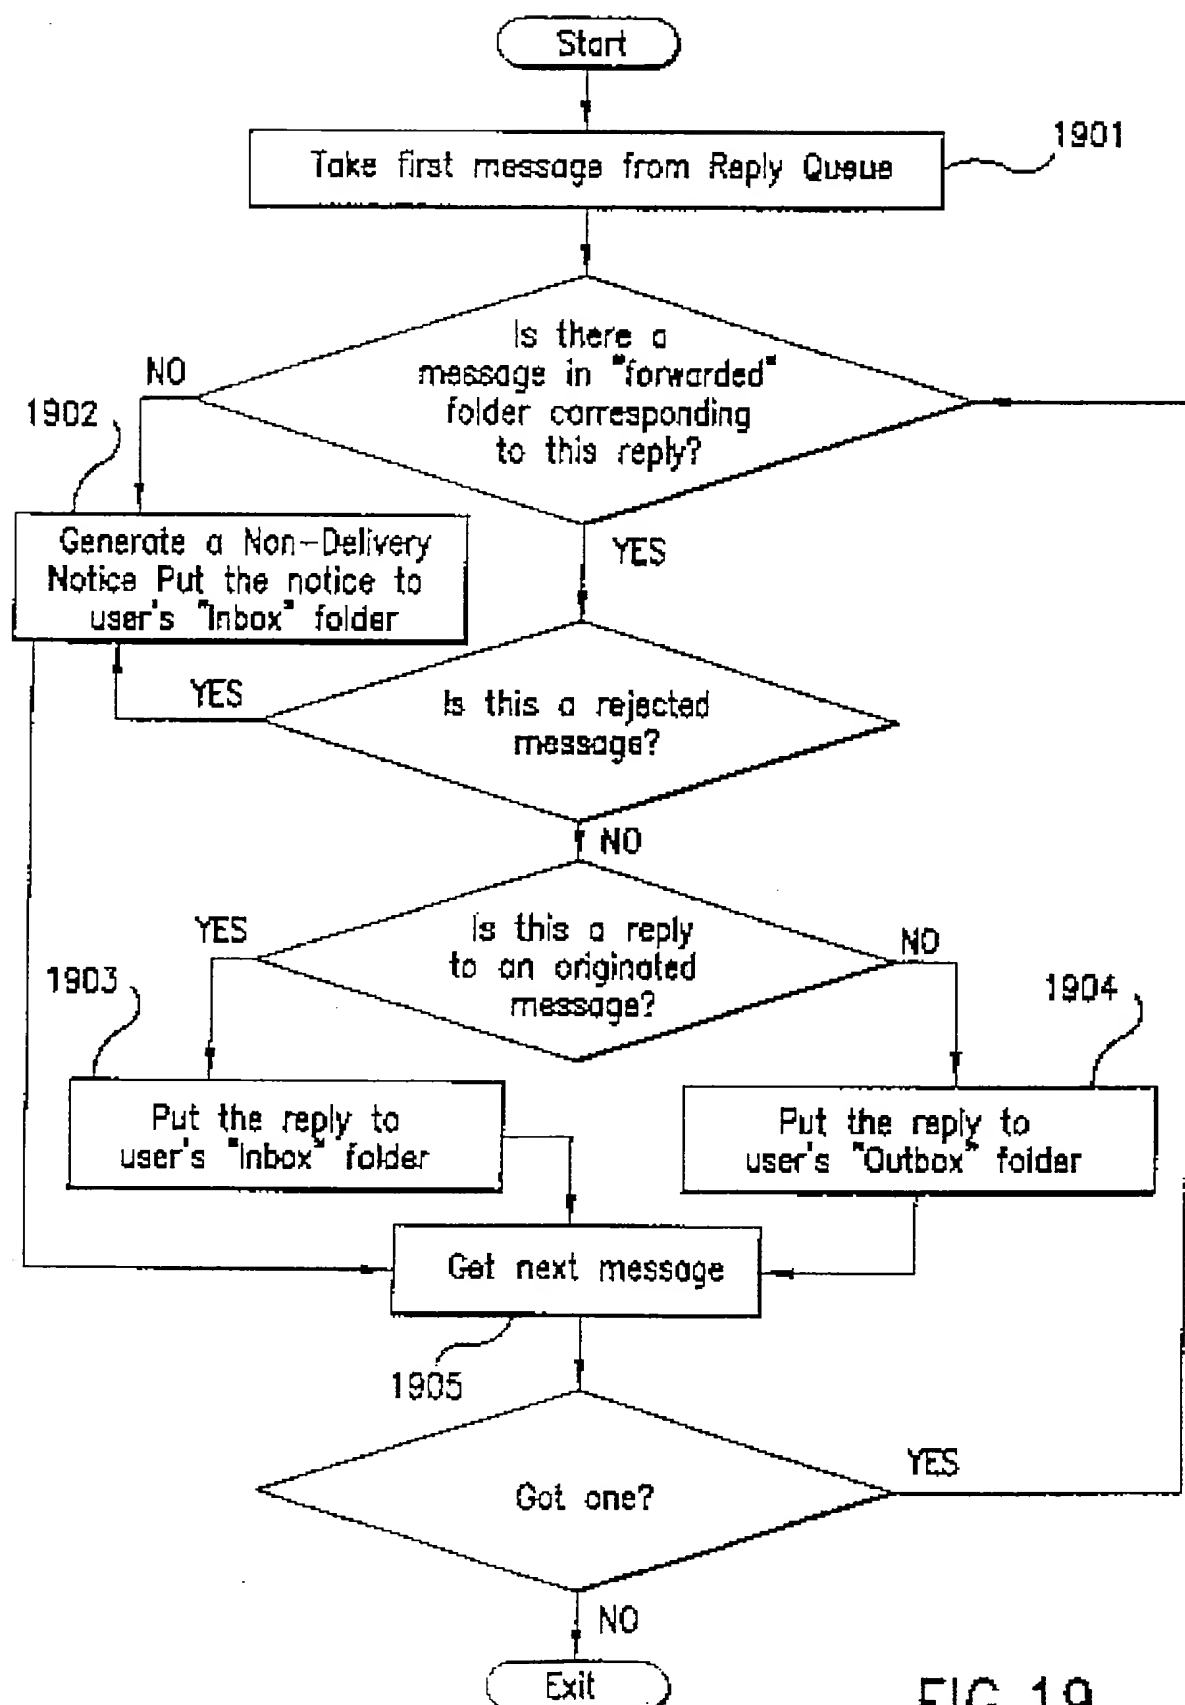 Start
Take first message from Reply Queue
1901
Is there a
message in "forwarded"
folder corresponding
to this reply?
NO
1902
YES
Generate a Non-Delivery
Notice Put the notice to
user's "Inbox" folder
YES
Is this a rejected
message?
NO
YES
Is this a reply
to an originated
message?
NO
1903
1904
Put the reply to
user's "Inbox" folder
Put the reply to
user's "Outbox" folder
Get next message
1905
Got one?
YES
NO
Exit
FIG 19